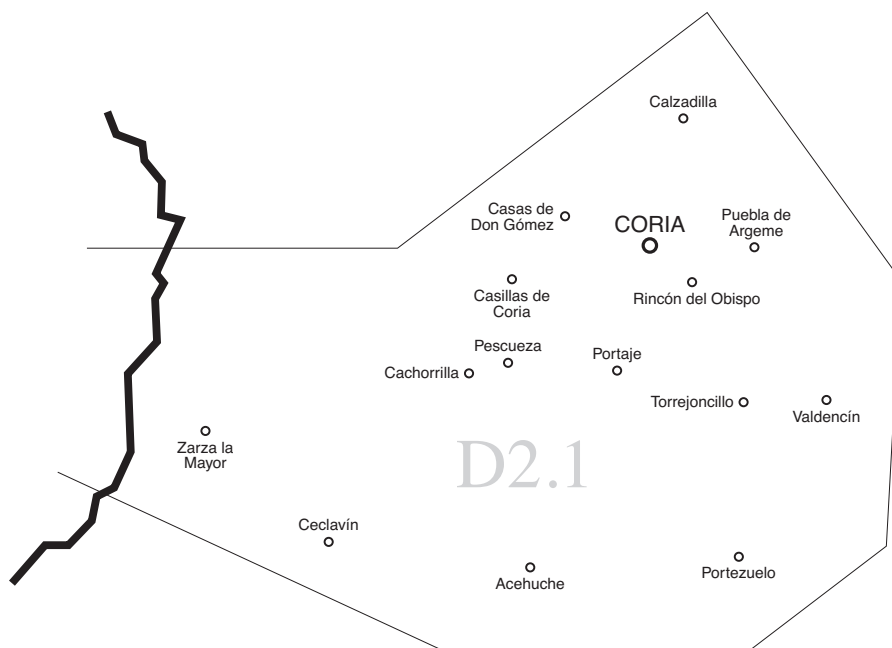 Calzadilla
Casas de
Don Gómez
CORIA
Puebla de
Argeme
Casillas de
Coria
Rincón del Obispo
Pescueza
Portaje
Cachorrilla
Torrejoncillo
Valdencín
Zarza la
Mayor
D2.1
Ceclavín
Acehuche
Portezuelo